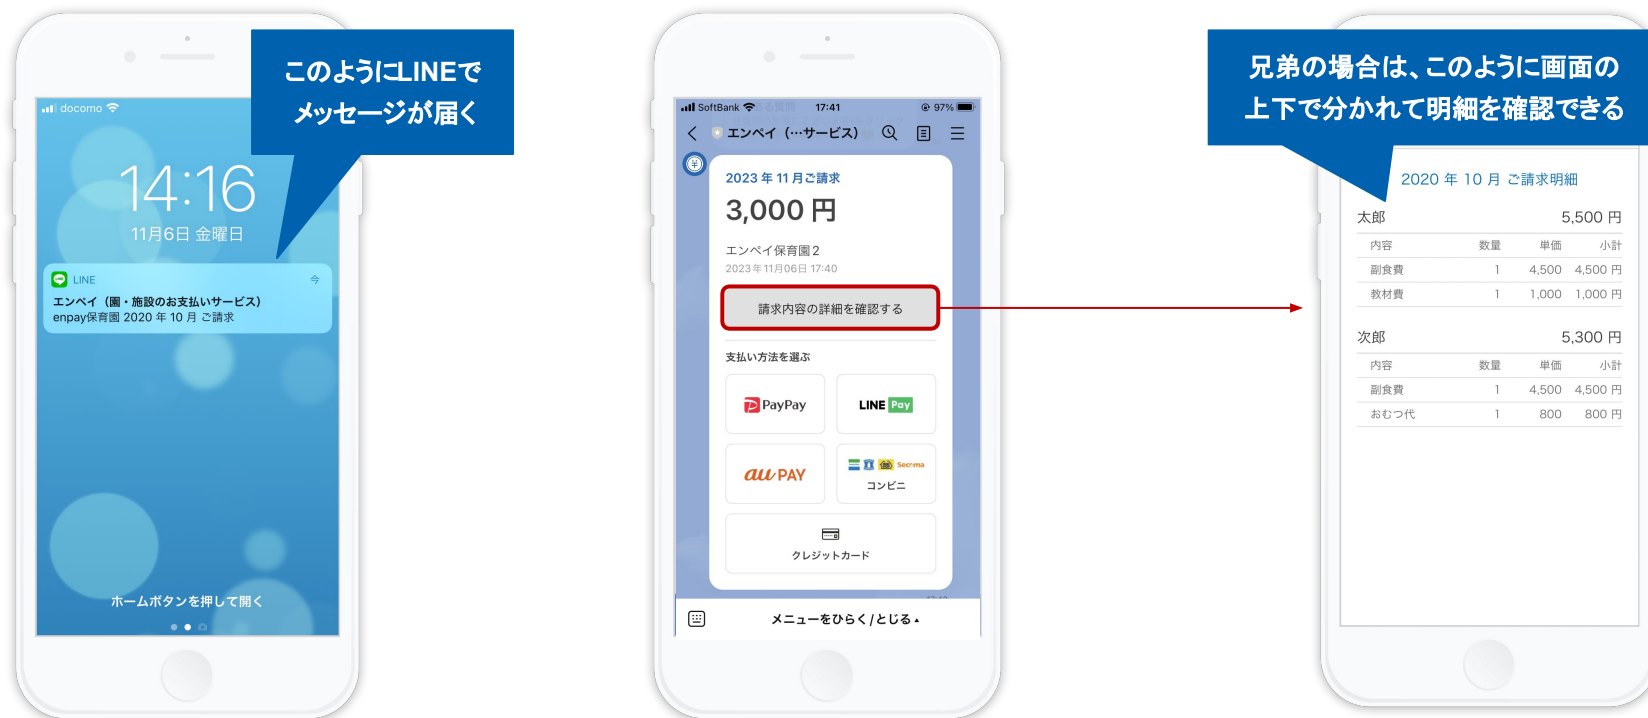 このようにLINEで
メッセージが届く
docomo
14:16
11月6日 金曜日
LINE 今
エンペイ（園・施設のお支払いサービス）
enpay保育園 2020 年 10 月 ご請求
ホームボタンを押して開く
SoftBank 17:41 97%
エンペイ（…サービス）
2023 年 11 月ご請求
3,000 円
エンペイ保育園２
2023年11月06日 17:40
請求内容の詳細を確認する
支払い方法を選ぶ
PayPay LINE Pay
au PAY Secoma
コンビニ
クレジットカード
メニューをひらく/とじる
兄弟の場合は、このように画面の
上下で分かれて明細を確認できる
2020 年 10 月 ご請求明細
太郎 5,500 円
内容 数量 単価 小計
副食費 1 4,500 4,500 円
教材費 1 1,000 1,000 円
次郎 5,300 円
内容 数量 単価 小計
副食費 1 4,500 4,500 円
おむつ代 1 800 800 円